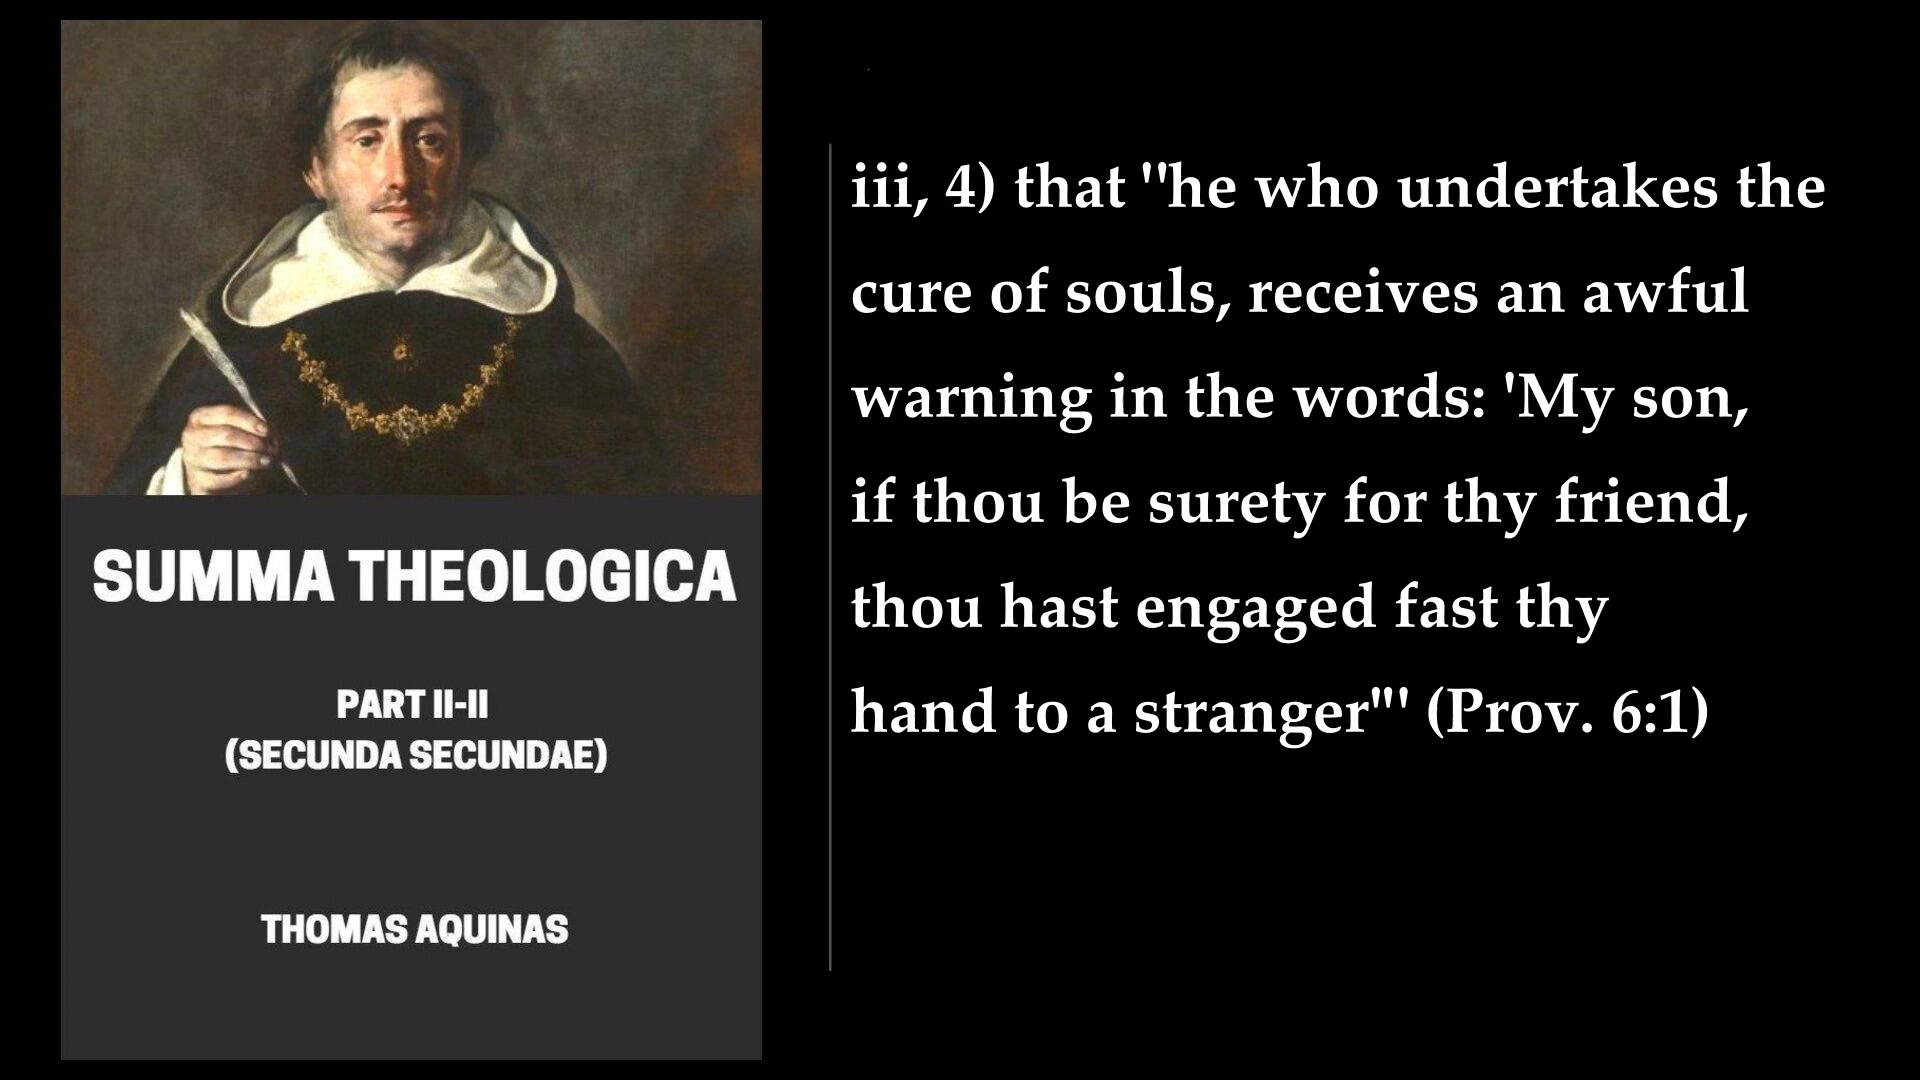 SUMMA THEOLOGICA
PART II-II
(SECUNDA SECUNDAE)
THOMAS AQUINAS
iii, 4) that "he who undertakes the
cure of souls, receives an awful
warning in the words: 'My son,
if thou be surety for thy friend,
thou hast engaged fast thy
hand to a stranger"' (Prov. 6:1)